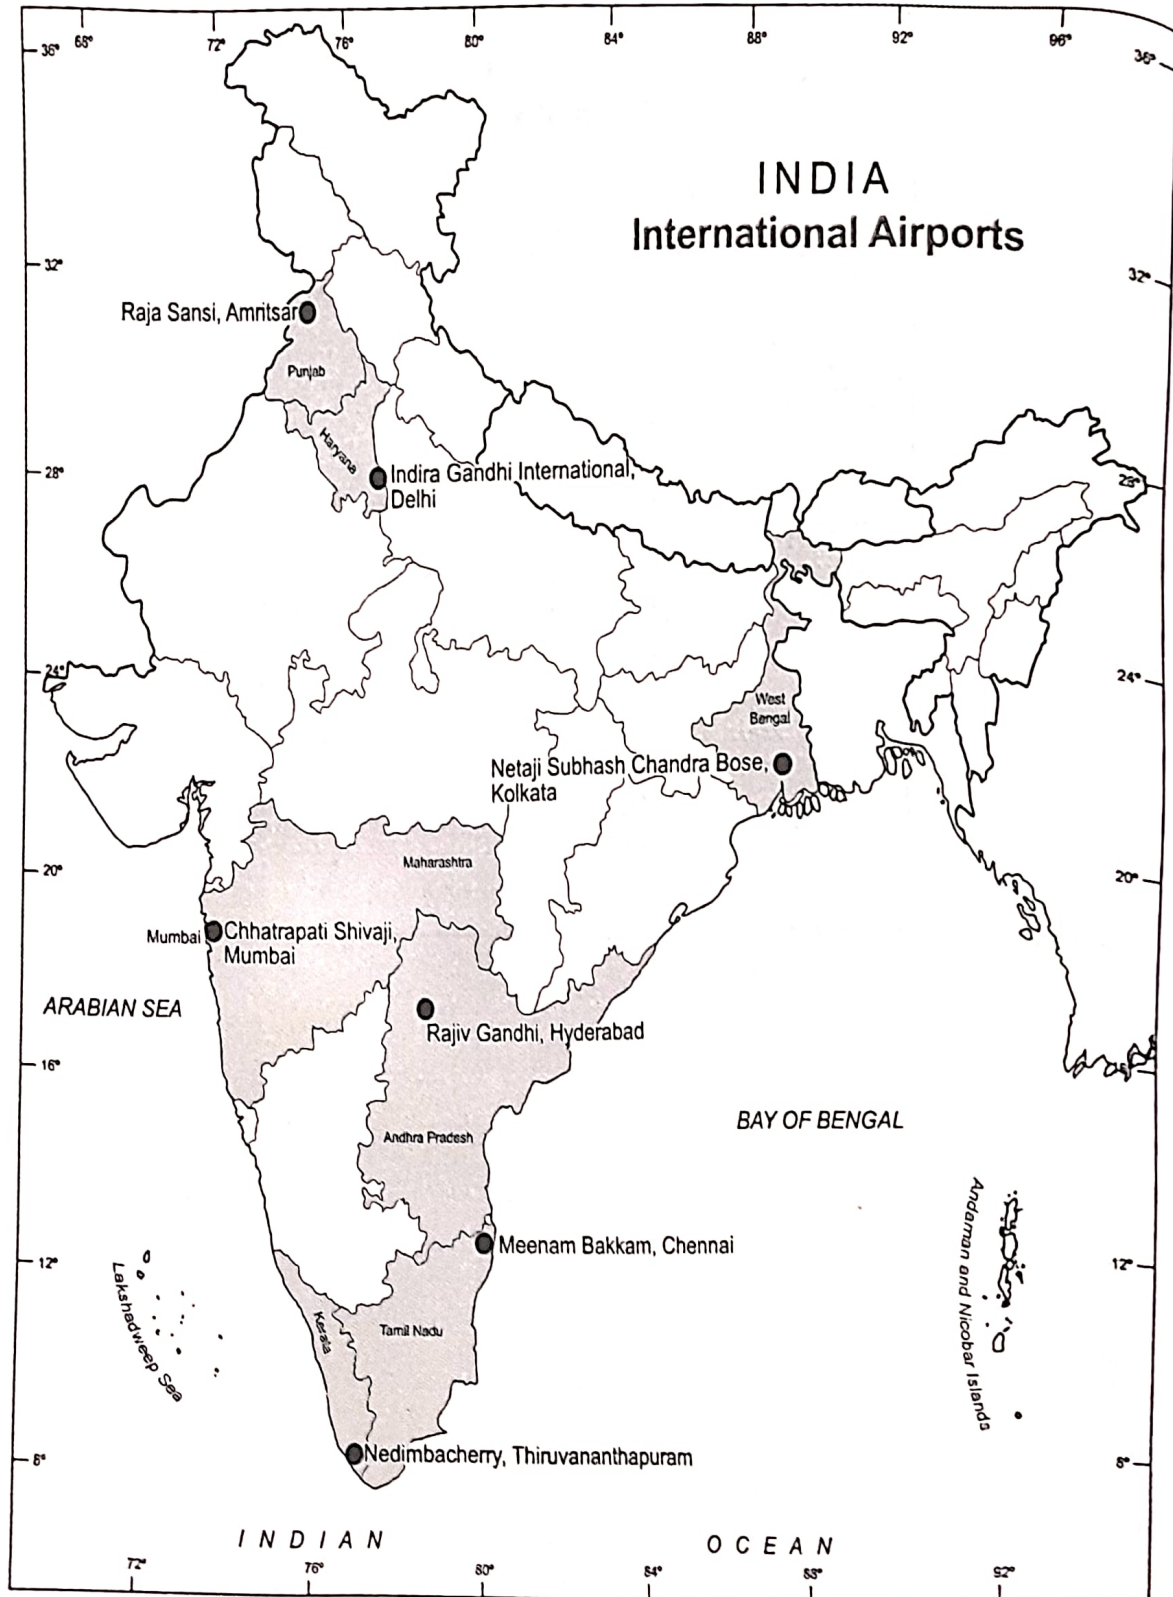 68° 72° 76° 80° 84° 88° 92° 96°
36°
36°
INDIA
International Airports
32°
32°
Raja Sansi, Amritsar
Punjab
Haryana
28°
Indira Gandhi International,
Delhi
28°
24°
24°
West
Bengal
Netaji Subhash Chandra Bose,
Kolkata
20°
Maharashtra
20°
Mumbai
Chhatrapati Shivaji,
Mumbai
ARABIAN SEA
Rajiv Gandhi, Hyderabad
16°
BAY OF BENGAL
Andhra Pradesh
Andaman and Nicobar Islands
Meenam Bakkam, Chennai
12°
12°
Lakshadweep Sea
Kerala
Tamil Nadu
Nedimbacherry, Thiruvananthapuram
8°
8°
INDIAN OCEAN
72° 76° 80° 84° 88° 92°